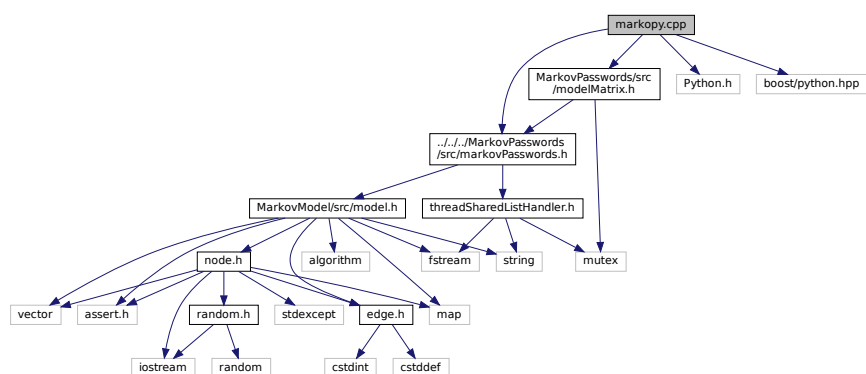 markopy.cpp
MarkovPasswords/src
/modelMatrix.h
Python.h
boost/python.hpp
../../../MarkovPasswords
/src/markovPasswords.h
MarkovModel/src/model.h
threadSharedListHandler.h
node.h
algorithm
fstream
string
mutex
vector
assert.h
random.h
stdexcept
edge.h
map
iostream
random
cstdint
cstddef